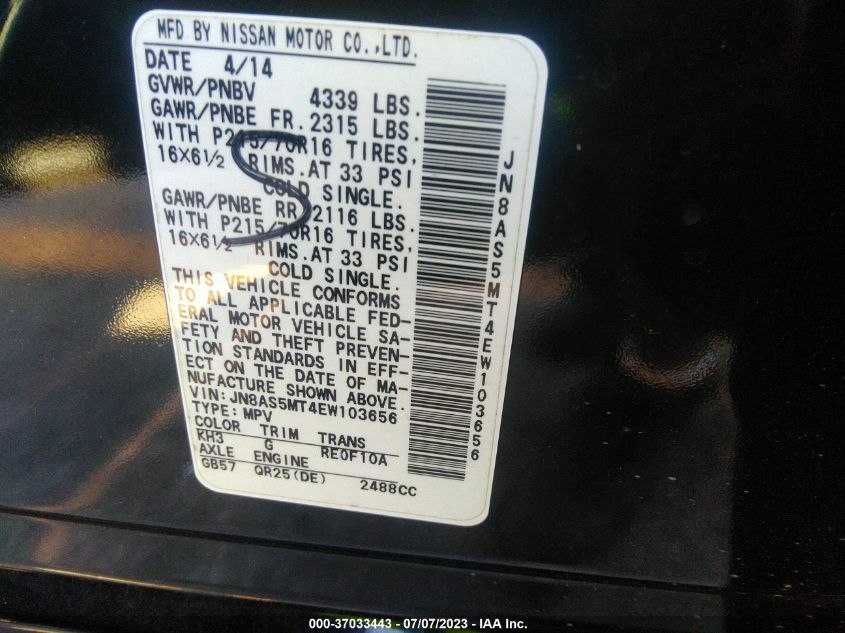 MFD BY NISSAN MOTOR CO.,LTD.
DATE 4/14
GVWR/PNBV 4339 LBS.
GAWR/PNBE FR. 2315 LBS.
WITH P215/70R16 TIRES,
16X6½ RIMS.AT 33 PSI
COLD SINGLE.
GAWR/PNBE RR. 2116 LBS.
WITH P215/70R16 TIRES,
16X6½ RIMS.AT 33 PSI
COLD SINGLE.
THIS VEHICLE CONFORMS
TO ALL APPLICABLE FED-
ERAL MOTOR VEHICLE SA-
FETY AND THEFT PREVEN-
TION STANDARDS IN EFF-
ECT ON THE DATE OF MA-
NUFACTURE SHOWN ABOVE.
VIN:JN8AS5MT4EW103656
TYPE:MPV
COLOR TRIM TRANS
KH3 G RE0F10A
AXLE ENGINE
GB57 QR25(DE) 2488CC
JN8AS5MT4EW103656
000-37033443 - 07/07/2023 - IAA Inc.